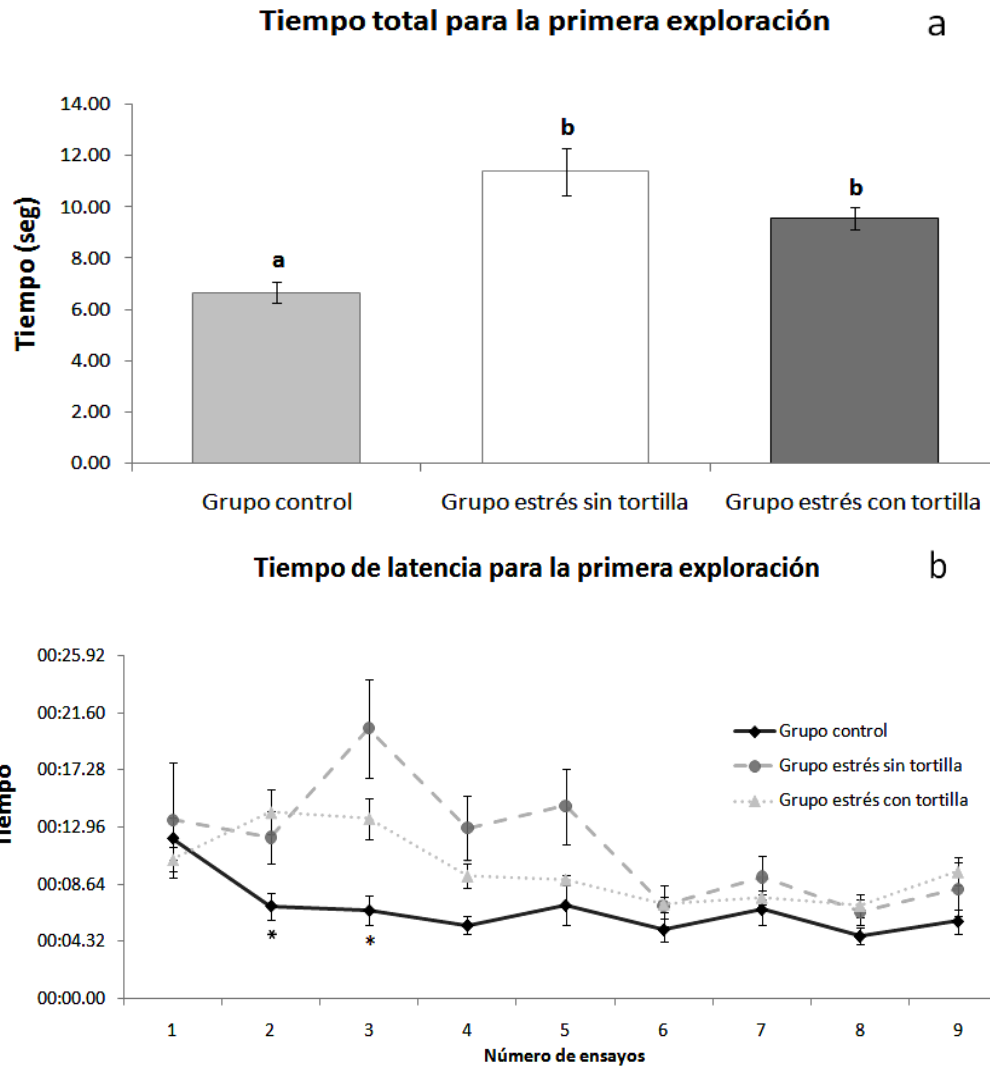 Tiempo total para la primera exploración
a
14.00
12.00
10.00
8.00
6.00
4.00
2.00
0.00
Tiempo (seg)
a
b
b
Grupo control
Grupo estrés sin tortilla
Grupo estrés con tortilla
Tiempo de latencia para la primera exploración
b
00:25.92
00:21.60
00:17.28
00:12.96
00:08.64
00:04.32
00:00.00
Tiempo
Grupo control
Grupo estrés sin tortilla
Grupo estrés con tortilla
*
*
1 2 3 4 5 6 7 8 9
Número de ensayos